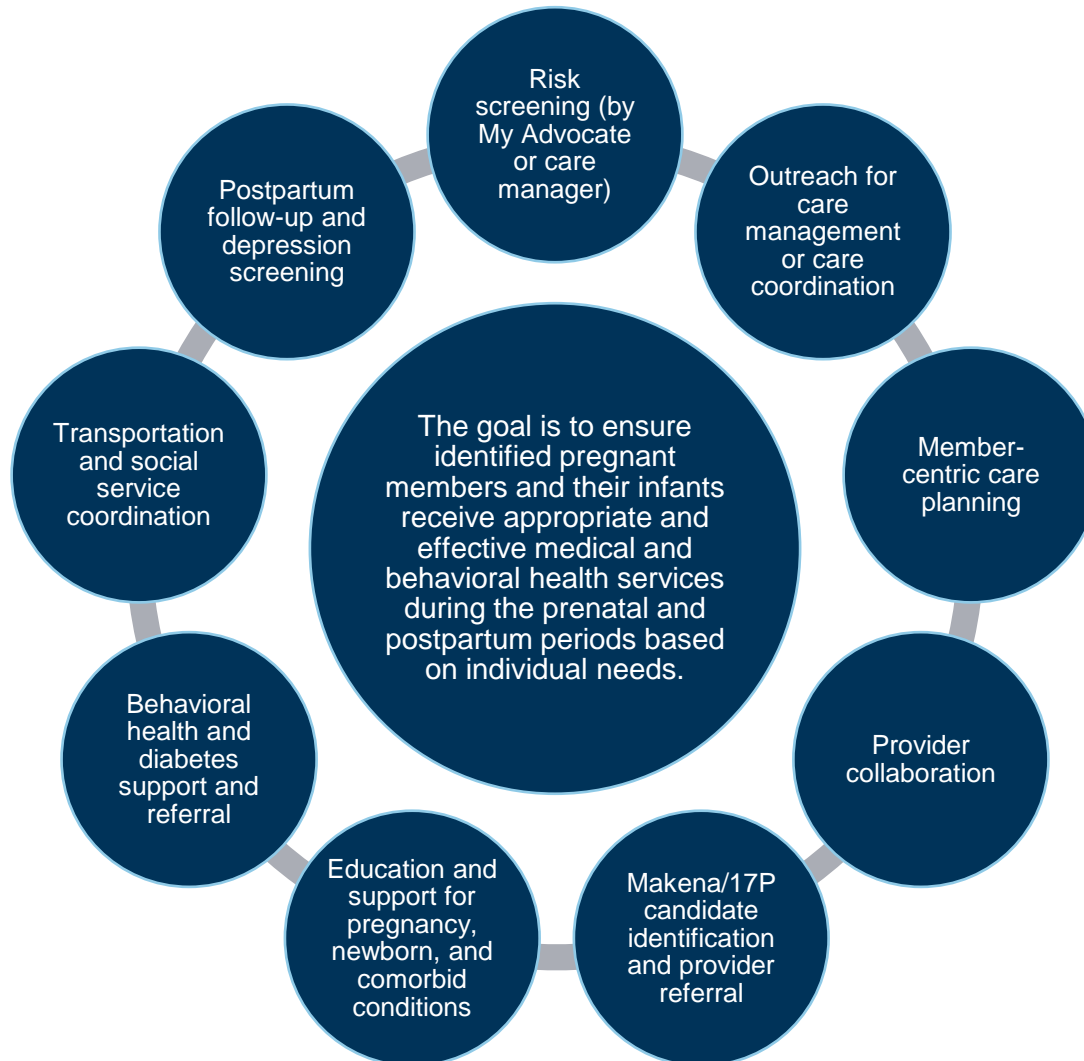 Risk
screening (by
My Advocate
or care
manager)
Outreach for
care
management
or care
coordination
Member-
centric care
planning
Provider
collaboration
Makena/17P
candidate
identification
and provider
referral
Education and
support for
pregnancy,
newborn, and
comorbid
conditions
Behavioral
health and
diabetes
support and
referral
Transportation
and social
service
coordination
Postpartum
follow-up and
depression
screening
The goal is to ensure
identified pregnant
members and their infants
receive appropriate and
effective medical and
behavioral health services
during the prenatal and
postpartum periods based
on individual needs.